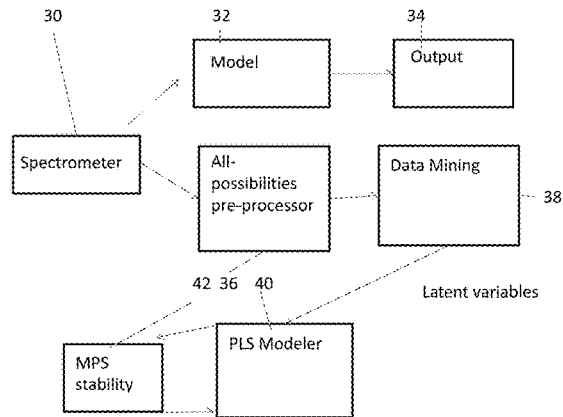 30
32
34
Model
Output
Spectrometer
All-
possibilities
pre-processor
Data Mining
38
42 36 40
Latent variables
PLS Modeler
MPS
stability